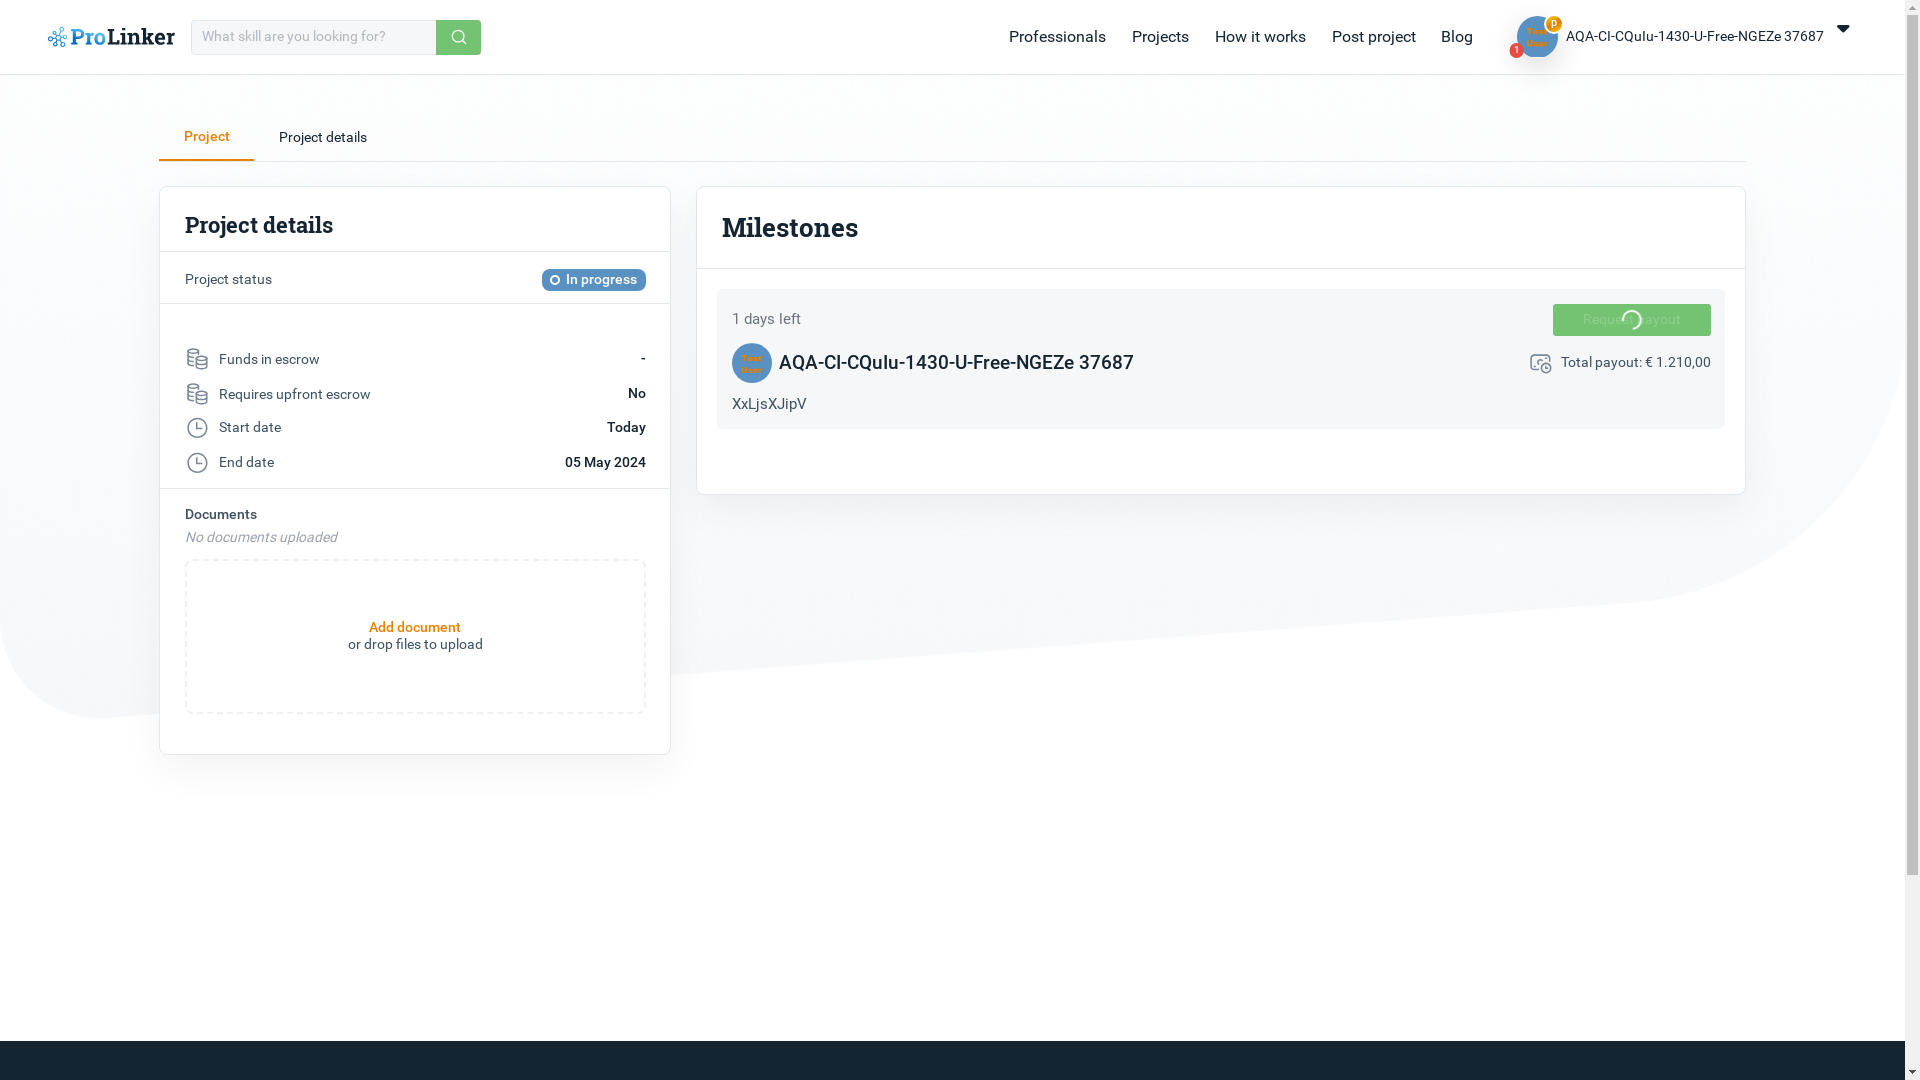 ProLinker
What skill are you looking for?
Professionals
Projects
How it works
Post project
Blog
Test
User
p
1
AQA-CI-CQuIu-1430-U-Free-NGEZe 37687
Project
Project details
Project details
Project status
In progress
Funds in escrow
-
Requires upfront escrow
No
Start date
Today
End date
05 May 2024
Documents
No documents uploaded
Add document
or drop files to upload
Milestones
1 days left
Request payout
Test
User
AQA-CI-CQuIu-1430-U-Free-NGEZe 37687
Total payout: € 1.210,00
XxLjsXJipV